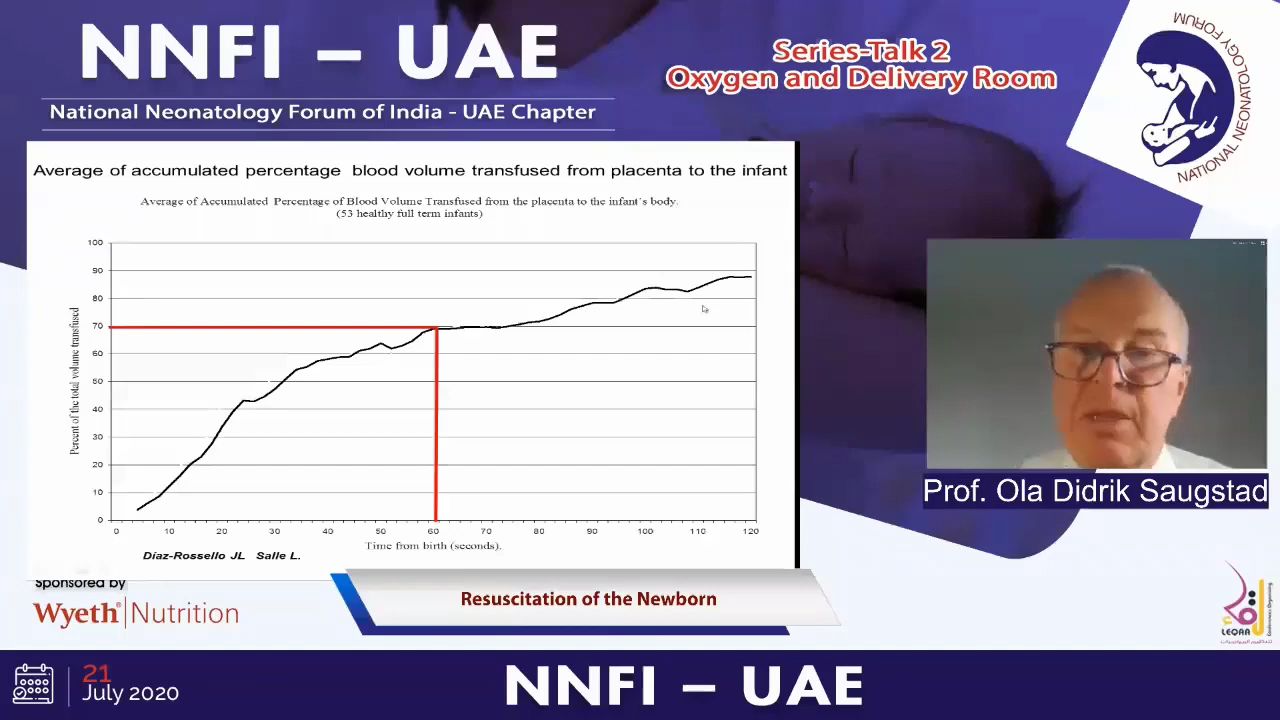 NNFI – UAE
National Neonatology Forum of India - UAE Chapter
Series-Talk 2
Oxygen and Delivery Room
NATIONAL NEONATOLOGY FORUM
Average of accumulated percentage blood volume transfused from placenta to the infant
Average of Accumulated Percentage of Blood Volume Transfused from the placenta to the infant´s body.
(53 healthy full term infants)
Percent of the total volume transfused
100
90
80
70
60
50
40
30
20
10
0
0 10 20 30 40 50 60 70 80 90 100 110 120
Time from birth (seconds).
Díaz-Rossello JL Salle L.
Prof. Ola Didrik Saugstad
Sponsored by
Wyeth® Nutrition
Resuscitation of the Newborn
LEQAA
21
July 2020
NNFI – UAE